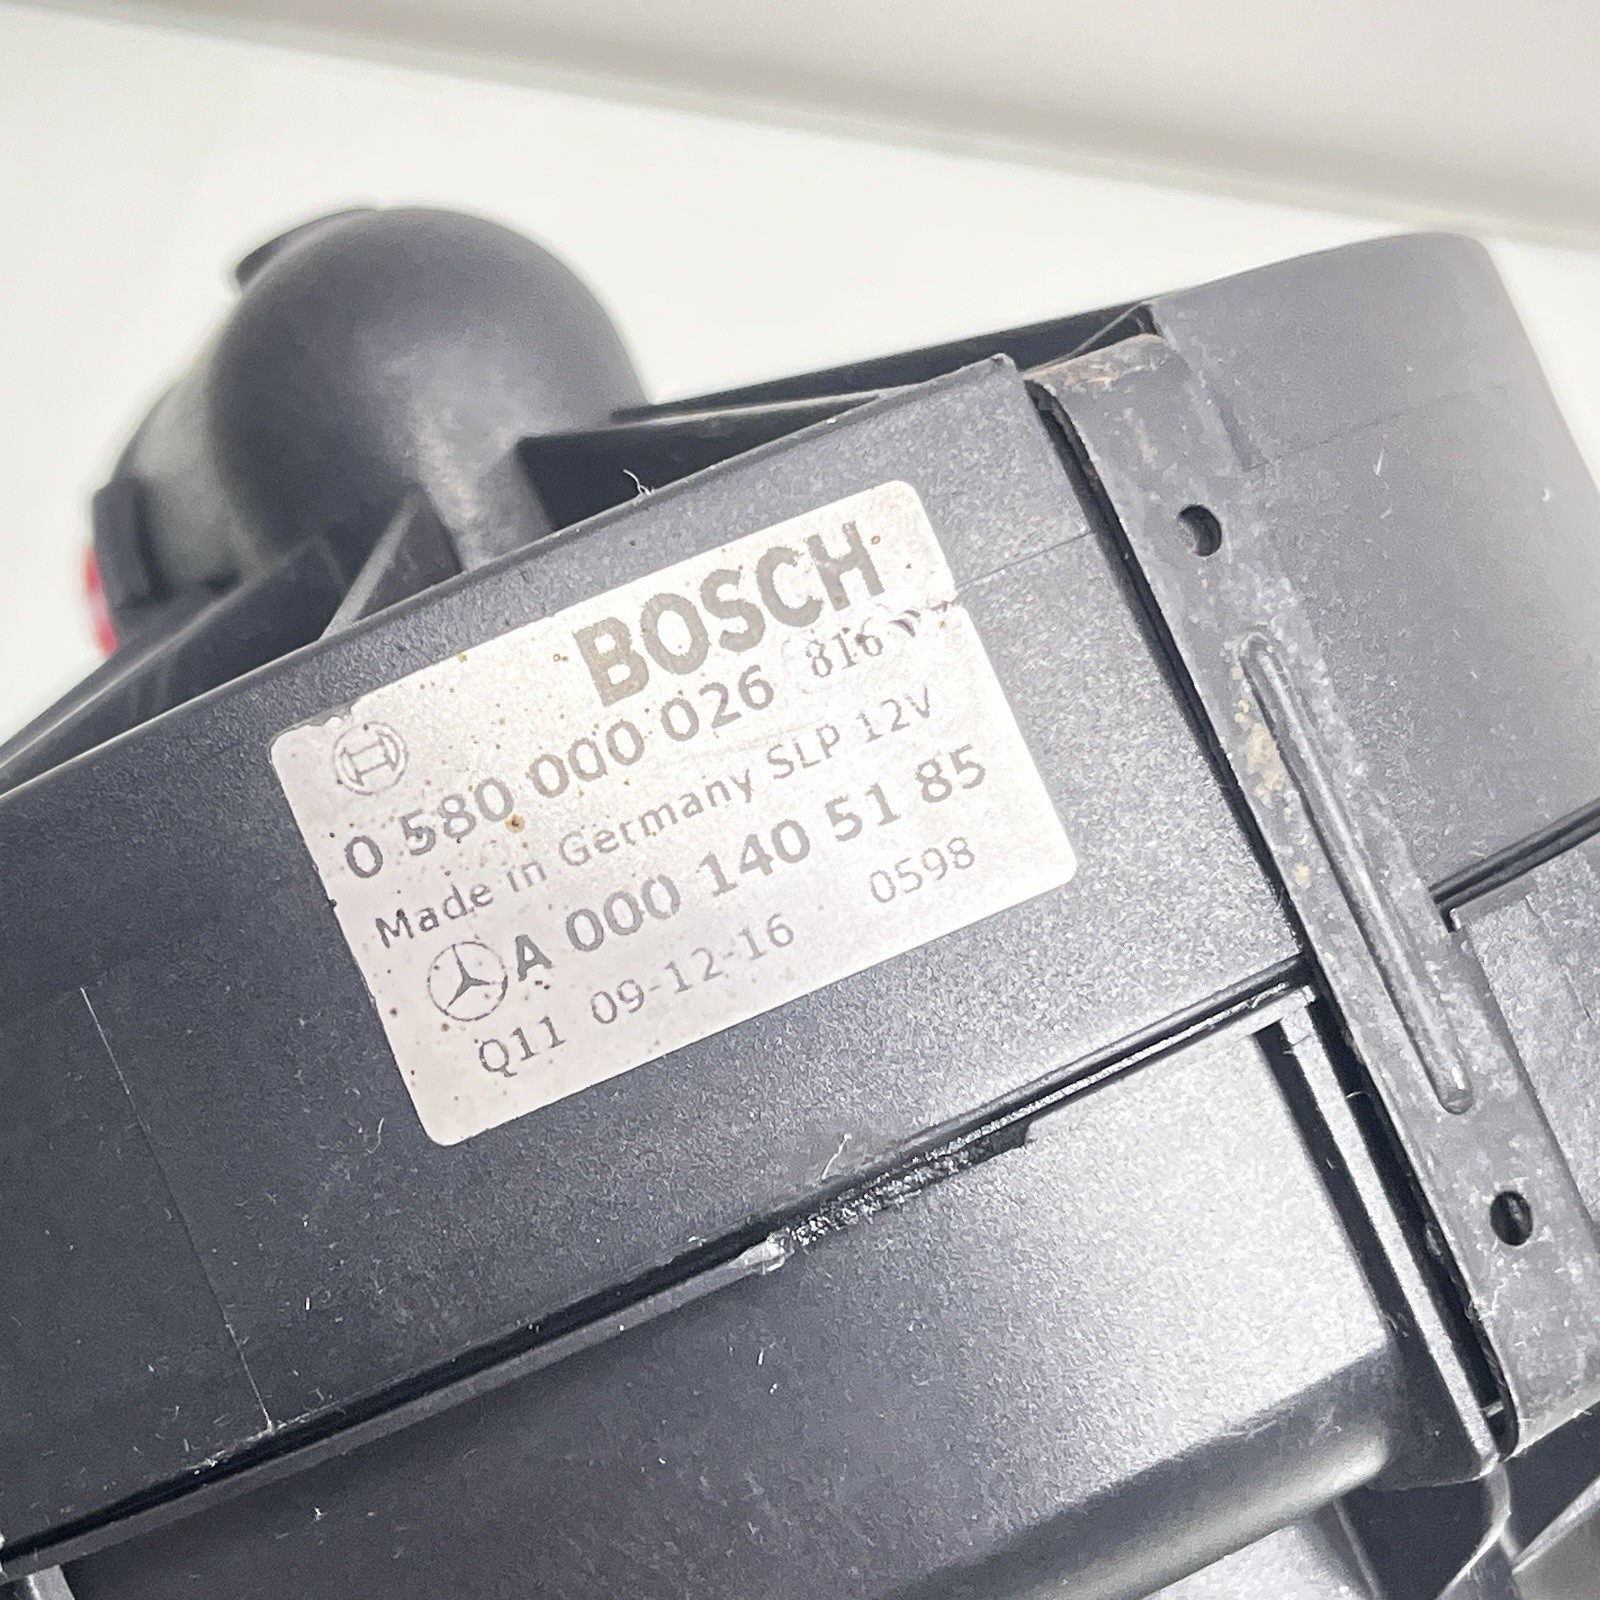 BOSCH
0 580 000 026 816
Made in Germany SLP 12V
A 000 140 51 85
Q11 09-12-16 0598